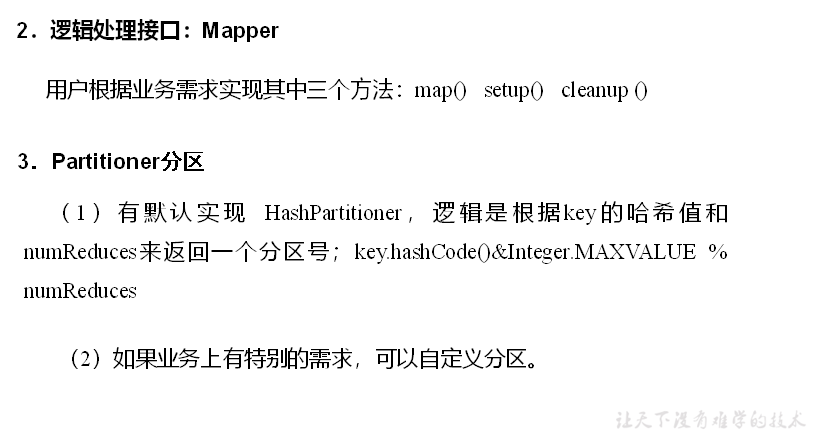 2．逻辑处理接口：Mapper
用户根据业务需求实现其中三个方法：map() setup() cleanup ()
3．Partitioner分区
（1）有默认实现 HashPartitioner，逻辑是根据key的哈希值和
numReduces来返回一个分区号；key.hashCode()&Integer.MAXVALUE %
numReduces
（2）如果业务上有特别的需求，可以自定义分区。
让天下没有难学的技术